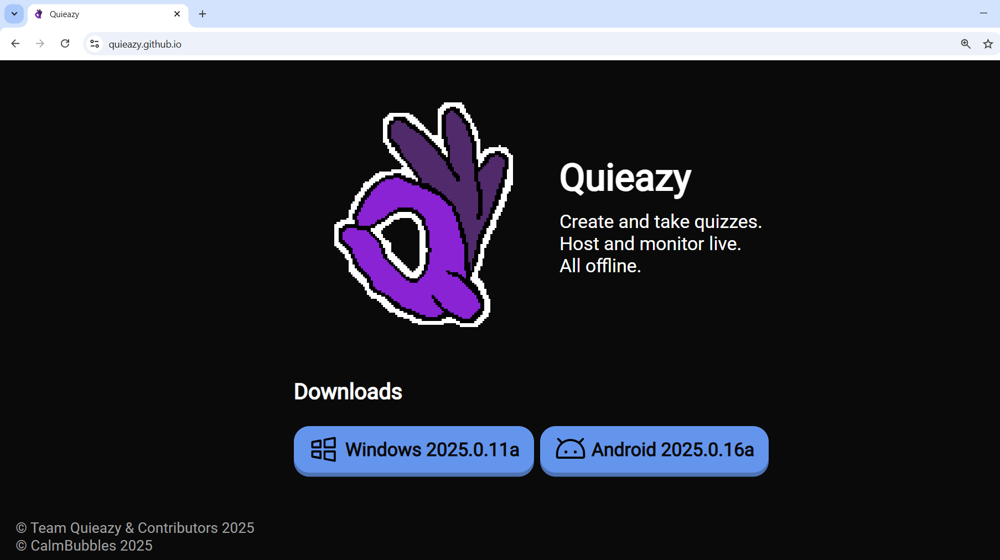 Quieazy
quieazy.github.io
Quieazy
Create and take quizzes.
Host and monitor live.
All offline.
Downloads
Windows 2025.0.11a
Android 2025.0.16a
© Team Quieazy & Contributors 2025
© CalmBubbles 2025